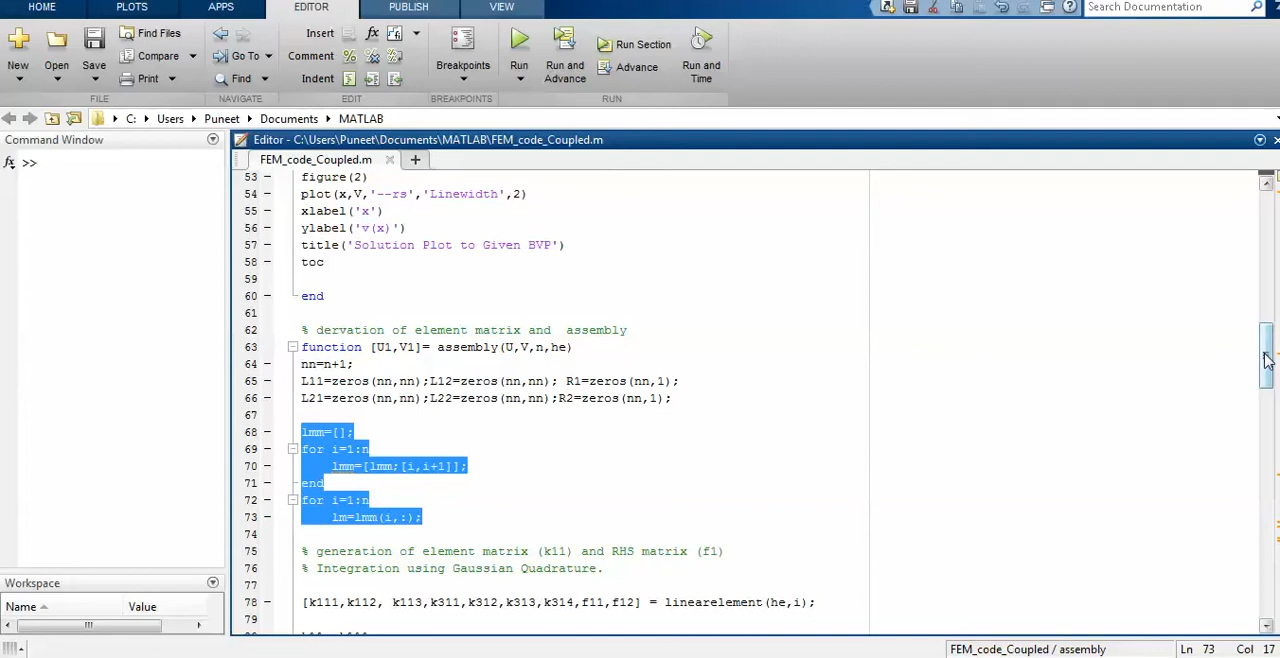 HOME PLOTS APPS EDITOR PUBLISH VIEW Search Documentation
Insert fx
Find Files
Compare Go To Comment Run Section
New Open Save Print Find Indent Breakpoints Run Run and Advance Advance Run and Time
FILE NAVIGATE EDIT BREAKPOINTS RUN
C: Users Puneet Documents MATLAB
Command Window
fx >>
Workspace
Name Value
Editor - C:\Users\Puneet\Documents\MATLAB\FEM_code_Coupled.m
FEM_code_Coupled.m
53 figure(2)
54 plot(x,V,'--rs','Linewidth',2)
55 xlabel('x')
56 ylabel('v(x)')
57 title('Solution Plot to Given BVP')
58 toc
59
60 end
61
62 % dervation of element matrix and assembly
63 function [U1,V1]= assembly(U,V,n,he)
64 nn=n+1;
65 L11=zeros(nn,nn);L12=zeros(nn,nn); R1=zeros(nn,1);
66 L21=zeros(nn,nn);L22=zeros(nn,nn);R2=zeros(nn,1);
67
68 lmm=[];
69 for i=1:n
70 lmm=[lmm;[i,i+1]];
71 end
72 for i=1:n
73 lm=lmm(i,:);
74
75 % generation of element matrix (k11) and RHS matrix (f1)
76 % Integration using Gaussian Quadrature.
77
78 [k111,k112, k113,k311,k312,k313,k314,f11,f12] = linearelement(he,i);
79
FEM_code_Coupled / assembly Ln 73 Col 17